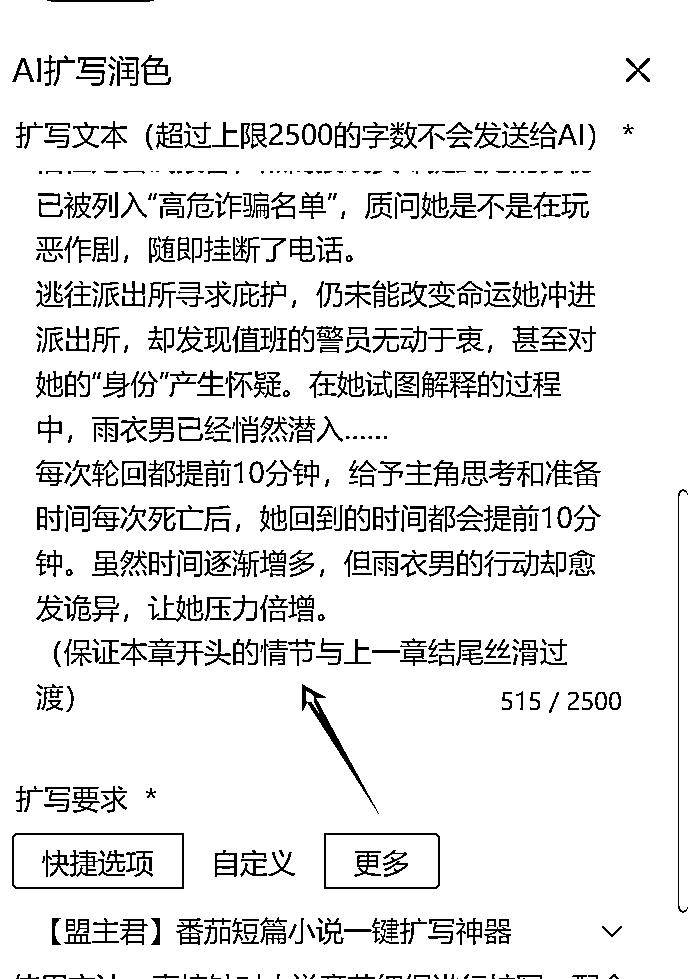 AI扩写润色
扩写文本（超过上限2500的字数不会发送给AI） *
已被列入“高危诈骗名单”，质问她是不是在玩
恶作剧，随即挂断了电话。
逃往派出所寻求庇护，仍未能改变命运她冲进
派出所，却发现值班的警员无动于衷，甚至对
她的“身份”产生怀疑。在她试图解释的过程
中，雨衣男已经悄然潜入……
每次轮回都提前10分钟，给予主角思考和准备
时间每次死亡后，她回到的时间都会提前10分
钟。虽然时间逐渐增多，但雨衣男的行动却愈
发诡异，让她压力倍增。
（保证本章开头的情节与上一章结尾丝滑过
渡）
515 / 2500
扩写要求 *
快捷选项 自定义 更多
【盟主君】番茄短篇小说一键扩写神器